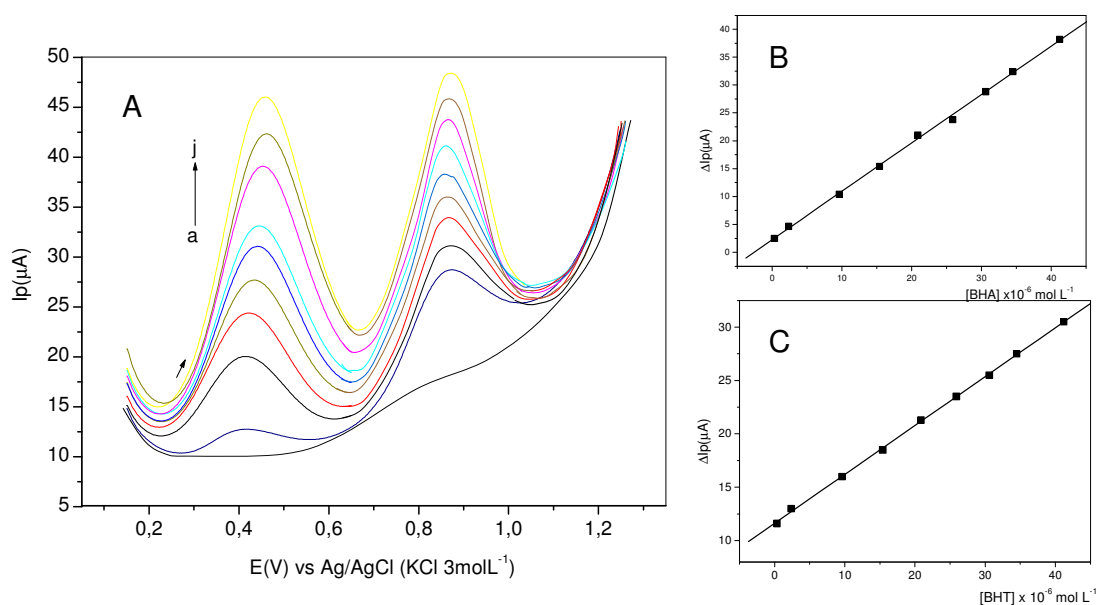 A
j
a
Ip(μA)
50
45
40
35
30
25
20
15
10
5
0,2 0,4 0,6 0,8 1,0 1,2
E(V) vs Ag/AgCl (KCl 3molL⁻¹)
B
ΔIp(μA)
40
35
30
25
20
15
10
5
0
0 10 20 30 40
[BHA] x10⁻⁶ mol L⁻¹
C
ΔIp(μA)
30
25
20
15
10
0 10 20 30 40
[BHT] x 10⁻⁶ mol L⁻¹